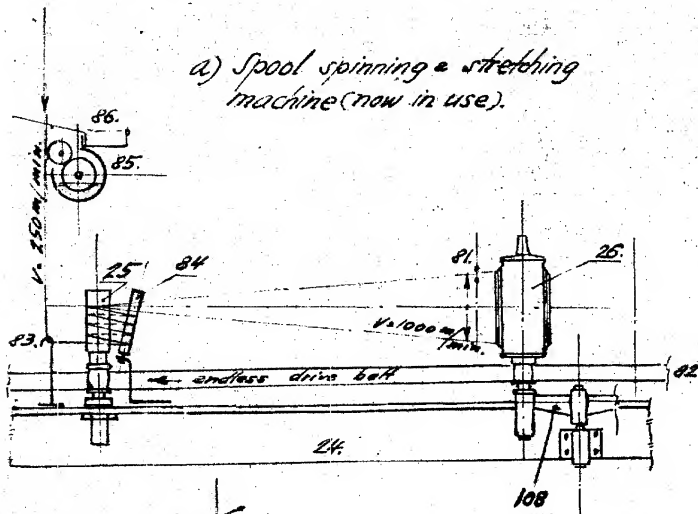 a) Spool spinning & stretching
machine (now in use).
86.
85.
V = 250 m/min.
25
84
81.
26.
83.
V=1000 m/
min.
endless drive belt
82
24.
108